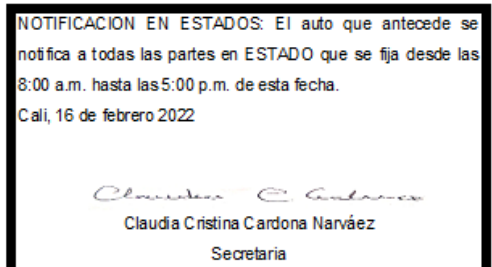 NOTIFICACION EN ESTADOS: El auto que antecede se
notifica a todas las partes en ESTADO que se fija desde las
8:00 a.m. hasta las 5:00 p.m. de esta fecha.
Cali, 16 de febrero 2022
Claudia C
Claudia Cristina Cardona Narváez
Secretaria